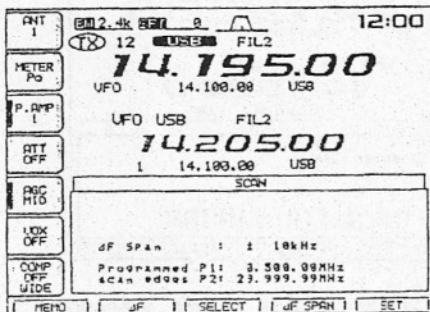 ANT 1
BW 2.4k SFT 0
12:00
TX 12 USB FIL2
METER Po
14.195.00
VFO 14.100.00 USB
P.AMP 1
VFO USB FIL2
ATT OFF
14.205.00
1 14.100.00 USB
AGC MID
SCAN
VOX OFF
dF SPAN : ± 10kHz
COMP OFF WIDE
Programmed P1: 3.500.00MHz
scan edges P2: 29.999.99MHz
MEMO dF SELECT dF SPAN SET